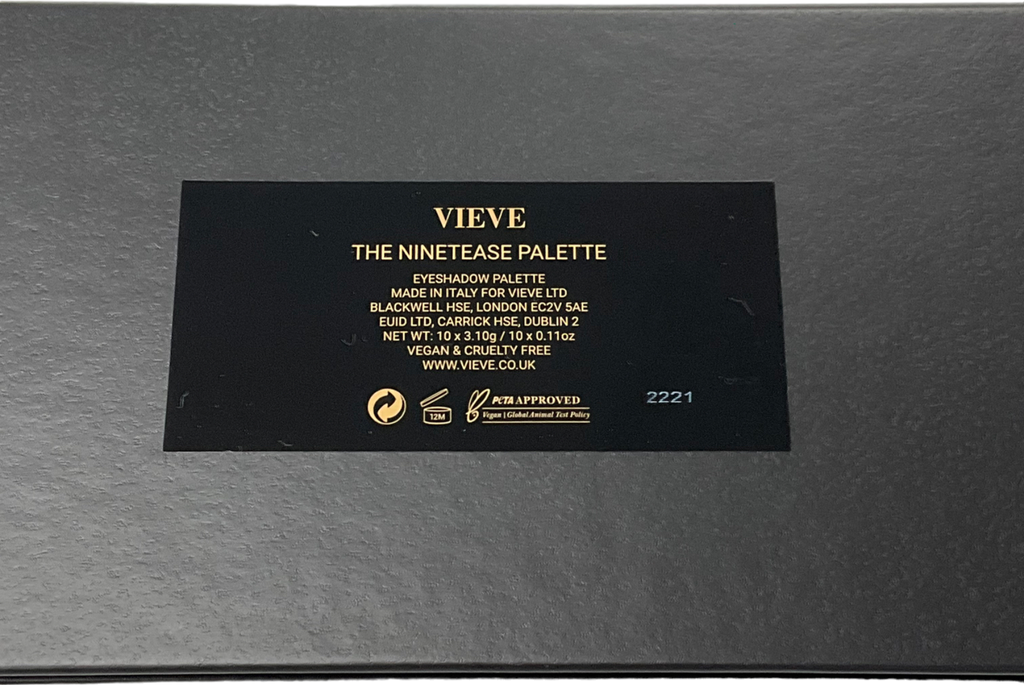 VIEVE
THE NINETEASE PALETTE
EYESHADOW PALETTE
MADE IN ITALY FOR VIEVE LTD
BLACKWELL HSE, LONDON EC2V 5AE
EUID LTD, CARRICK HSE, DUBLIN 2
NET WT: 10 x 3.10g / 10 x 0.11oz
VEGAN & CRUELTY FREE
WWW.VIEVE.CO.UK
12M
PETA APPROVED
Vegan | Global Animal Test Policy
2221